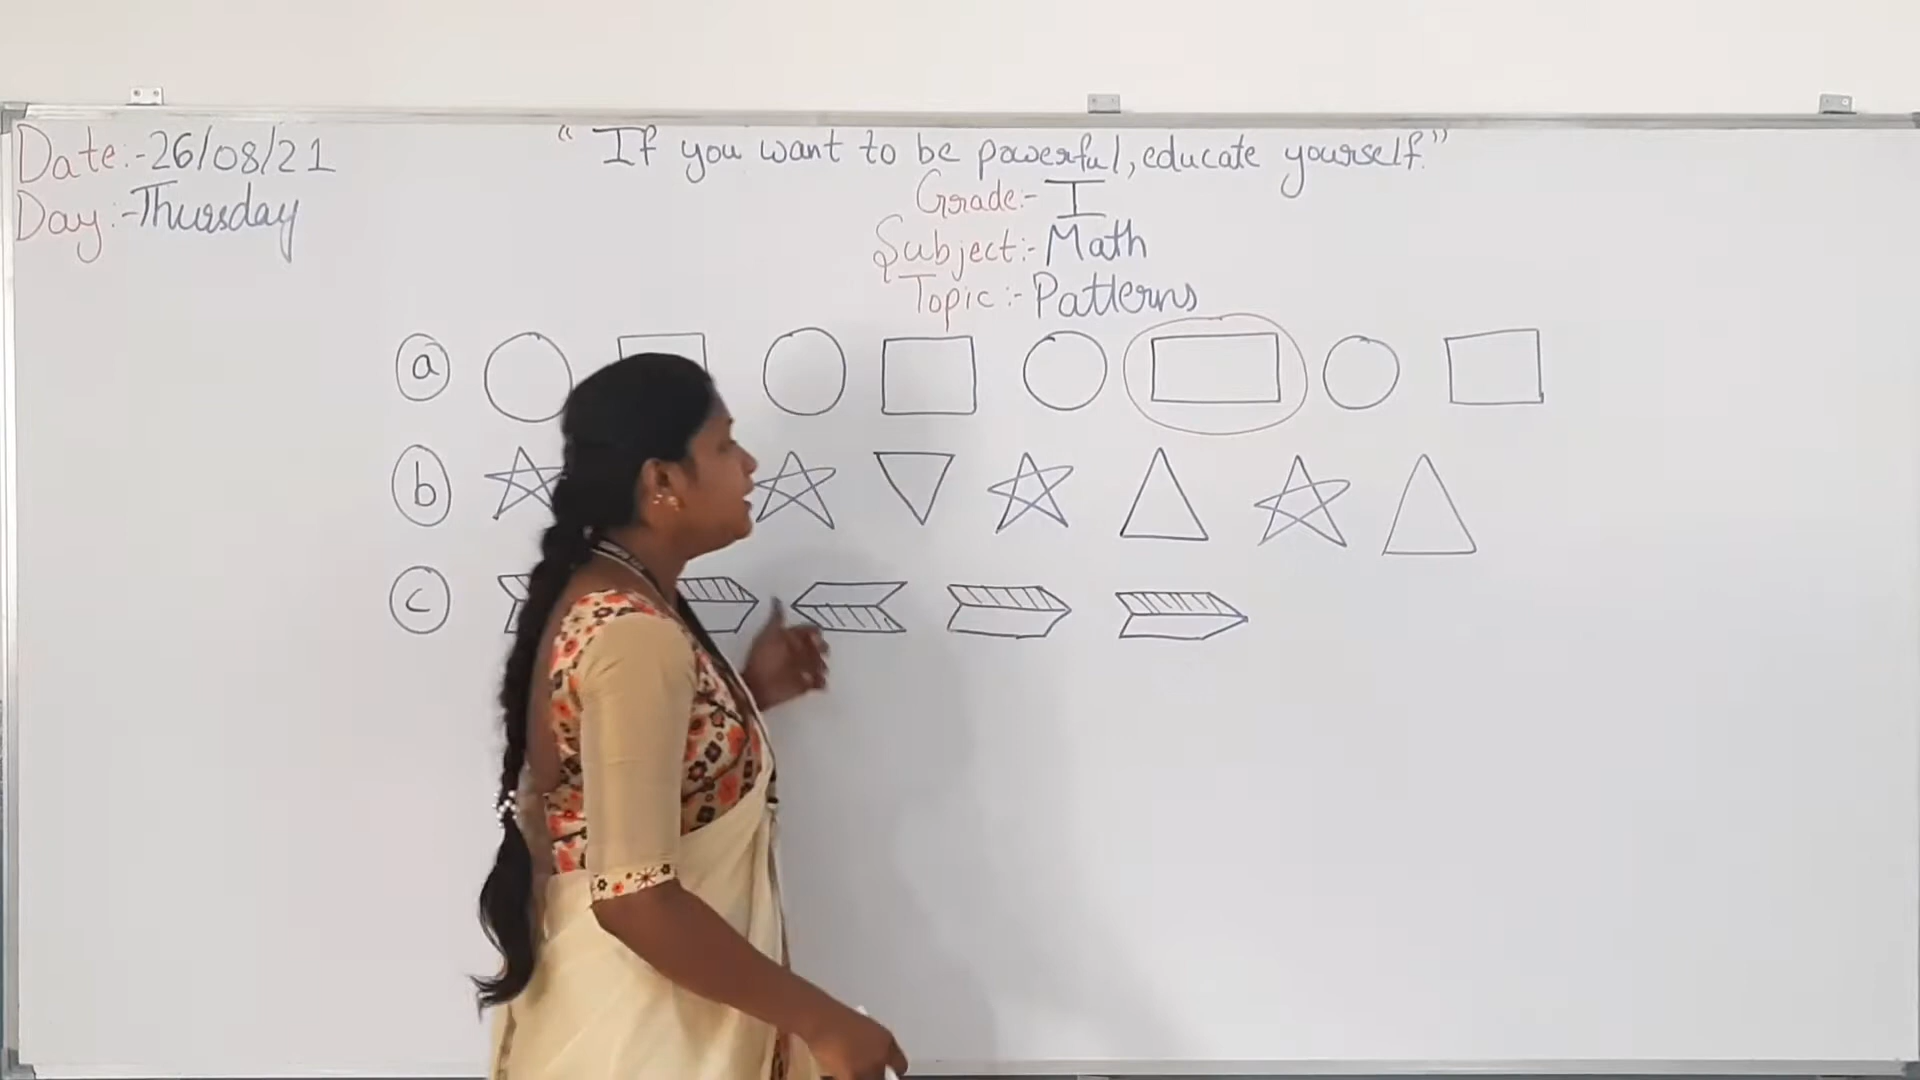 Date:-26/08/21
Day:-Thursday
"If you want to be powerful, educate yourself."
Grade:- I
Subject:- Math
Topic:- Patterns
a
b
c